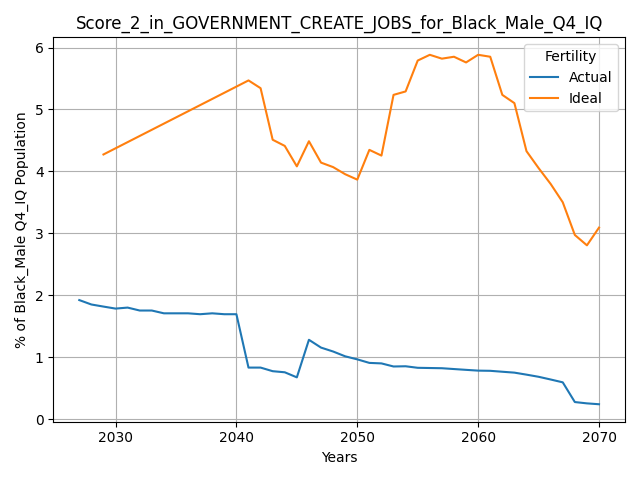 Score_2_in_GOVERNMENT_CREATE_JOBS_for_Black_Male_Q4_IQ
Fertility
Actual
Ideal
% of Black_Male Q4_IQ Population
6
5
4
3
2
1
0
2030 2040 2050 2060 2070
Years